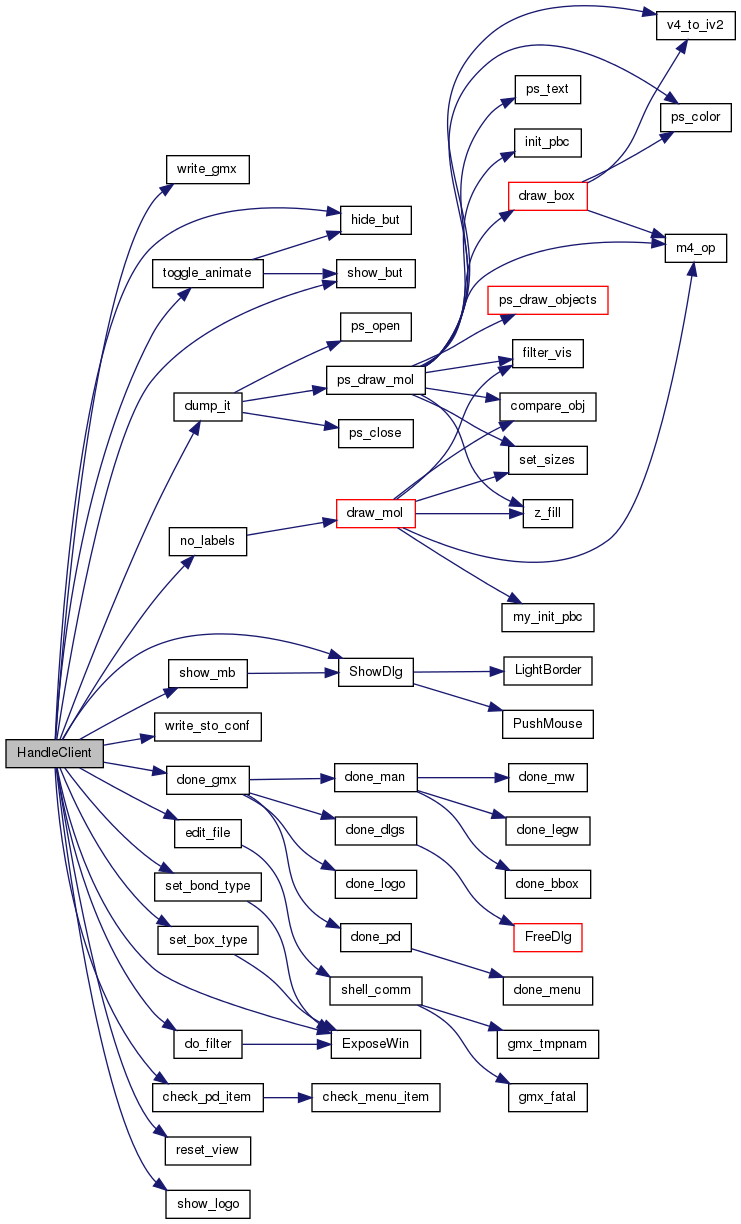 v4_to_iv2
ps_text
ps_color
init_pbc
write_gmx
draw_box
hide_but
m4_op
toggle_animate
show_but
ps_draw_objects
ps_open
filter_vis
ps_draw_mol
dump_it
compare_obj
ps_close
set_sizes
draw_mol
z_fill
no_labels
my_init_pbc
show_mb
ShowDlg
LightBorder
write_sto_conf
PushMouse
HandleClient
done_gmx
done_man
done_mw
edit_file
done_dlgs
done_legw
set_bond_type
done_logo
done_bbox
set_box_type
done_pd
FreeDlg
shell_comm
done_menu
do_filter
ExposeWin
gmx_tmpnam
check_pd_item
check_menu_item
gmx_fatal
reset_view
show_logo